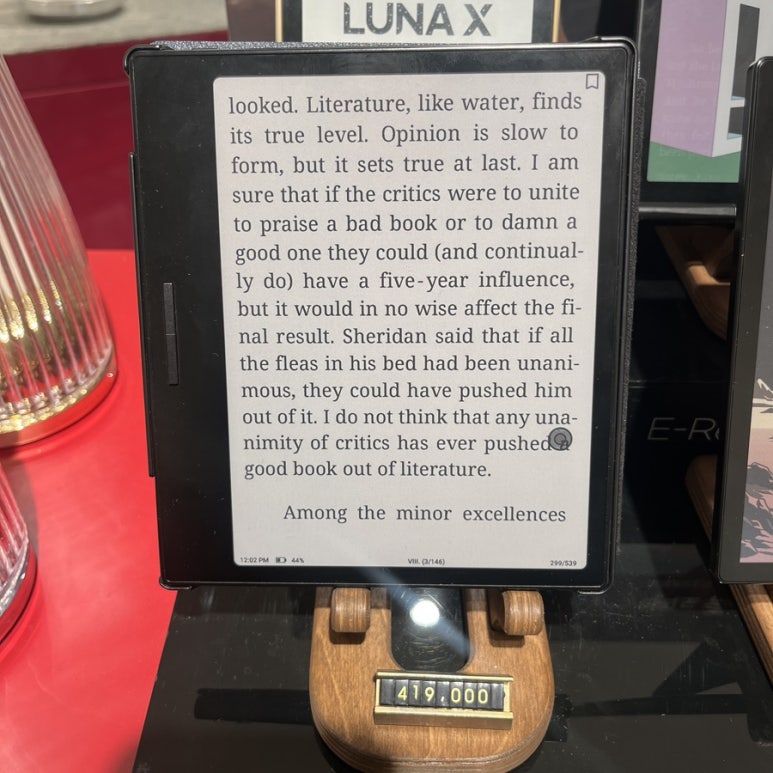 LUNA X
looked. Literature, like water, finds
its true level. Opinion is slow to
form, but it sets true at last. I am
sure that if the critics were to unite
to praise a bad book or to damn a
good one they could (and continual-
ly do) have a five-year influence,
but it would in no wise affect the fi-
nal result. Sheridan said that if all
the fleas in his bed had been unani-
mous, they could have pushed him
out of it. I do not think that any una-
nimity of critics has ever pushed a
good book out of literature.
Among the minor excellences
12:02 PM 44% VIII. (3/146) 299/539
419,000
E-R